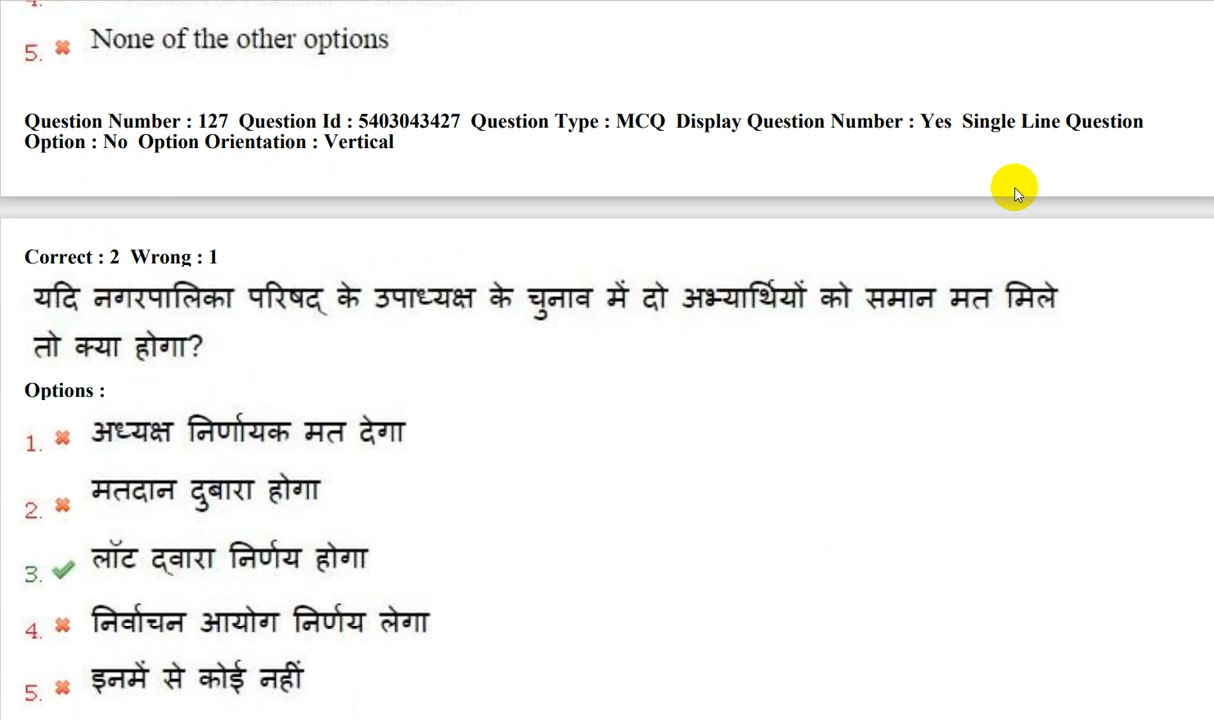 5. None of the other options
Question Number : 127 Question Id : 5403043427 Question Type : MCQ Display Question Number : Yes Single Line Question
Option : No Option Orientation : Vertical
Correct : 2 Wrong : 1
यदि नगरपालिका परिषद् के उपाध्यक्ष के चुनाव में दो अभ्यार्थियों को समान मत मिले
तो क्या होगा?
Options :
1. अध्यक्ष निर्णायक मत देगा
2. मतदान दुबारा होगा
3. लॉट द्वारा निर्णय होगा
4. निर्वाचन आयोग निर्णय लेगा
5. इनमें से कोई नहीं